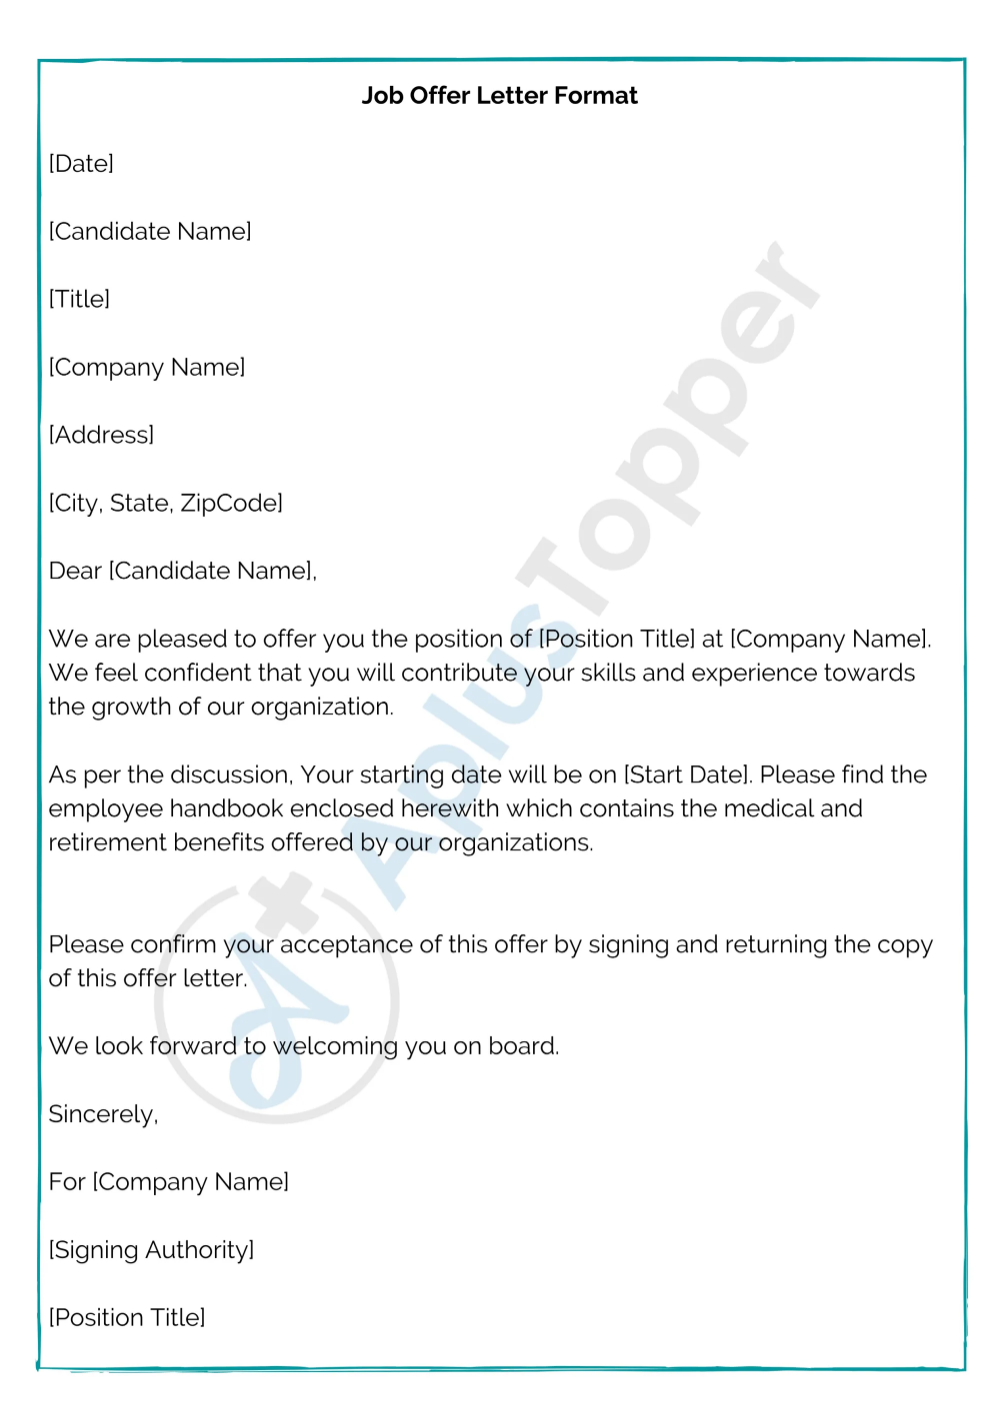 Job Offer Letter Format
[Date]
[Candidate Name]
[Title]
[Company Name]
[Address]
[City, State, ZipCode]
Dear [Candidate Name],
We are pleased to offer you the position of [Position Title] at [Company Name].
We feel confident that you will contribute your skills and experience towards
the growth of our organization.
As per the discussion, Your starting date will be on [Start Date]. Please find the
employee handbook enclosed herewith which contains the medical and
retirement benefits offered by our organizations.
Please confirm your acceptance of this offer by signing and returning the copy
of this offer letter.
We look forward to welcoming you on board.
Sincerely,
For [Company Name]
[Signing Authority]
[Position Title]
AplusTopper
A+